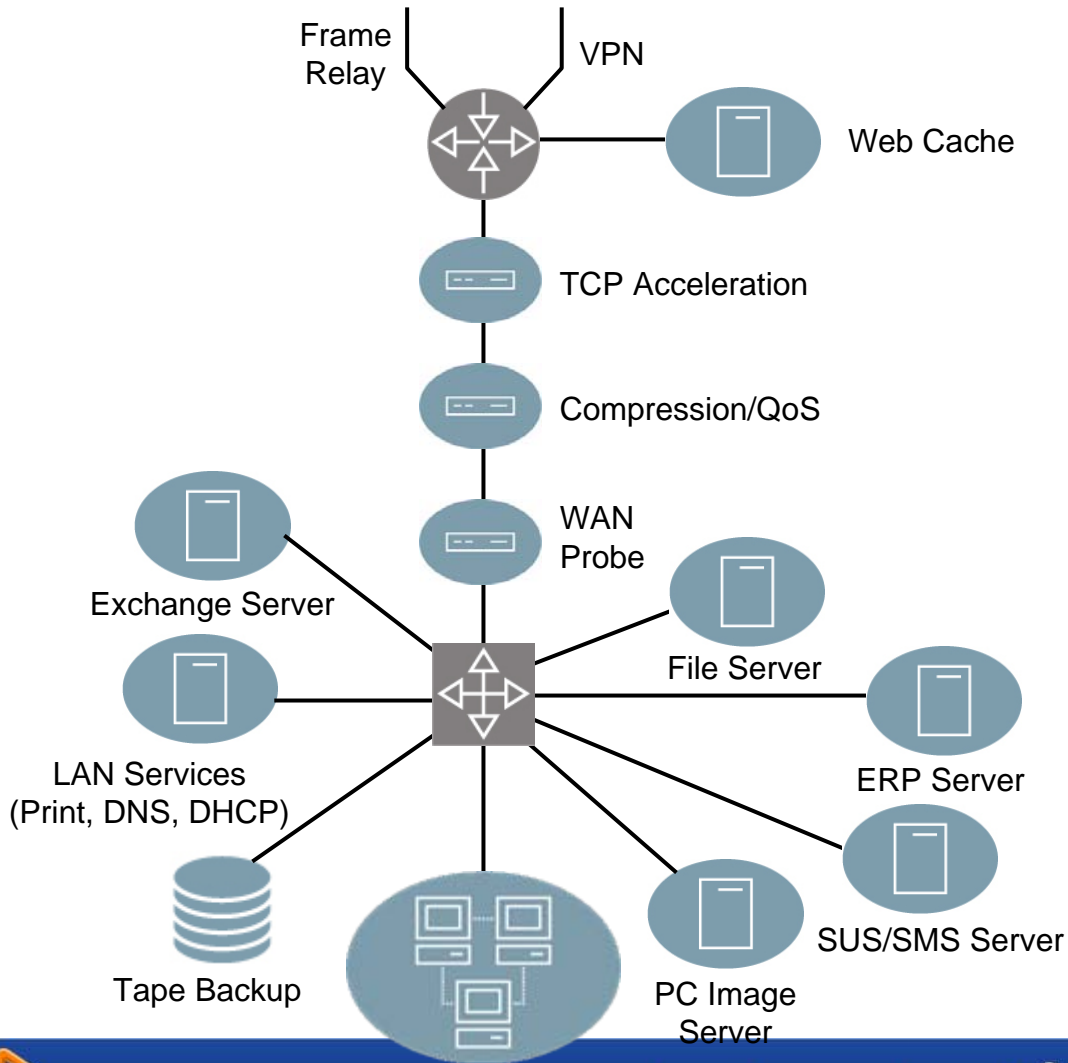 Frame
Relay
VPN
Web Cache
TCP Acceleration
Compression/QoS
WAN
Probe
Exchange Server
File Server
LAN Services
(Print, DNS, DHCP)
ERP Server
SUS/SMS Server
Tape Backup
PC Image
Server